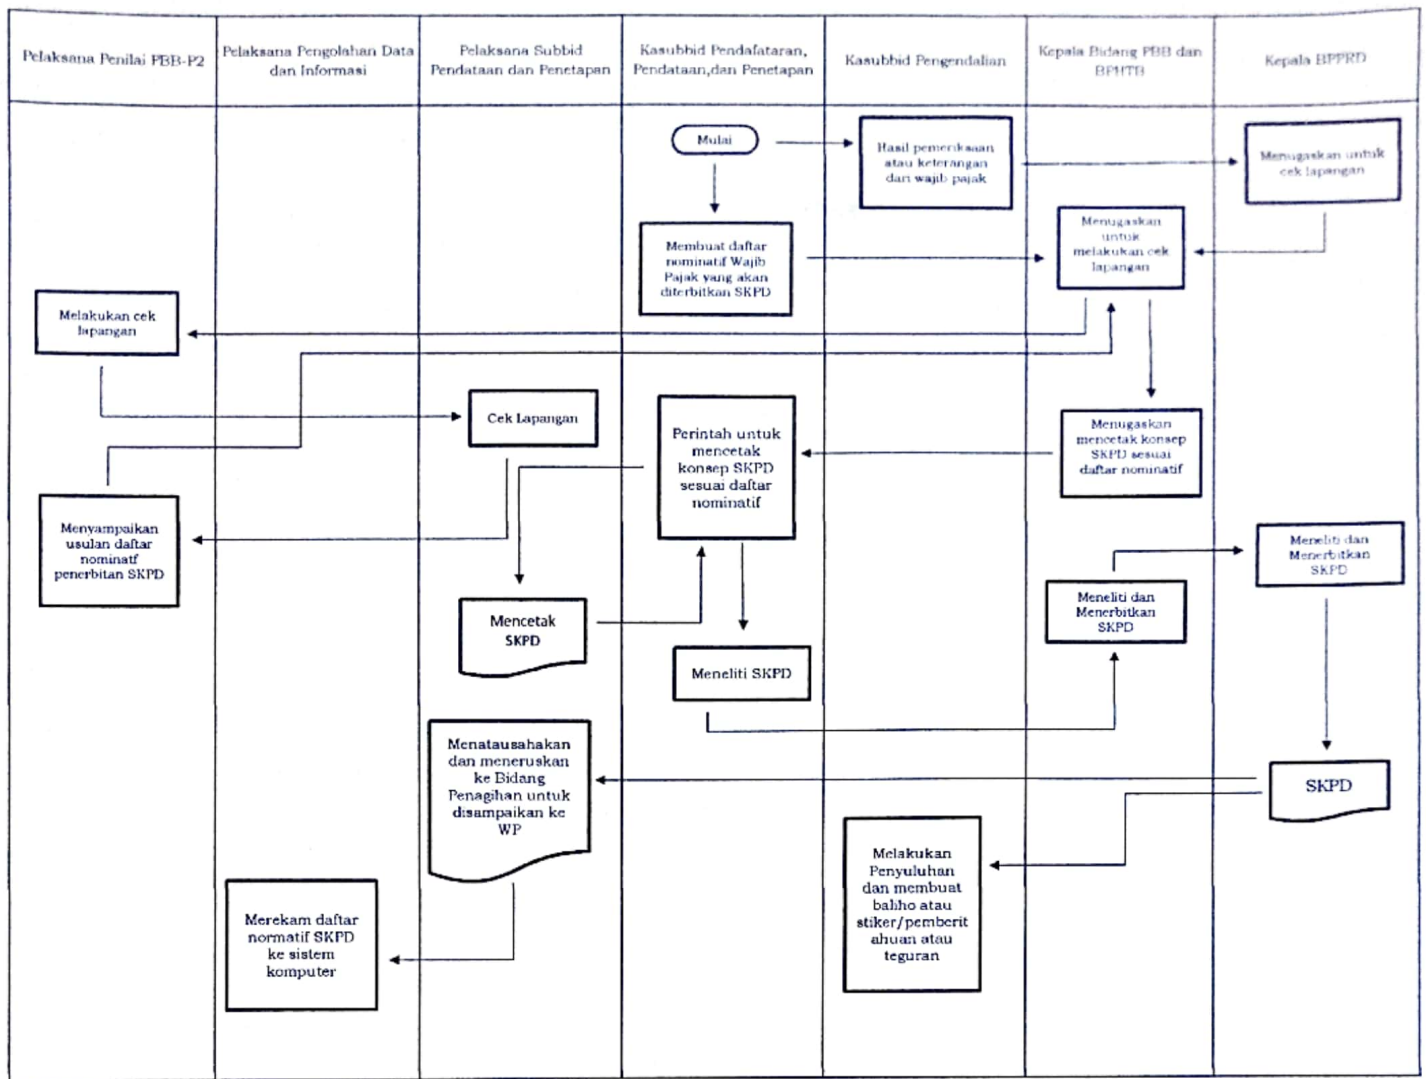 Pelaksana Penilai PBB-P2
Pelaksana Pengolahan Data
dan Informasi
Pelaksana Subbid
Pendataan dan Penetapan
Kasubbid Pendafataran,
Pendataan,dan Penetapan
Kasubbid Pengendalian
Kepala Bidang PBB dan
BPHTB
Kepala BPPRD
Mulai
Hasil pemeriksaan
atau keterangan
dari wajib pajak
Menugaskan untuk
cek lapangan
Membuat daftar
nominatif Wajib
Pajak yang akan
diterbitkan SKPD
Menugaskan
untuk
melakukan cek
lapangan
Melakukan cek
lapangan
Cek Lapangan
Perintah untuk
mencetak
konsep SKPD
sesuai daftar
nominatif
Menugaskan
mencetak konsep
SKPD sesuai
daftar nominatif
Menyampaikan
usulan daftar
nominatf
penerbitan SKPD
Meneliti dan
Menerbitkan
SKPD
Mencetak
SKPD
Meneliti dan
Menerbitkan
SKPD
Meneliti SKPD
Menatausahakan
dan meneruskan
ke Bidang
Penagihan untuk
disampaikan ke
WP
SKPD
Melakukan
Penyuluhan
dan membuat
baliho atau
stiker/pemberit
ahuan atau
teguran
Merekam daftar
normatif SKPD
ke sistem
komputer